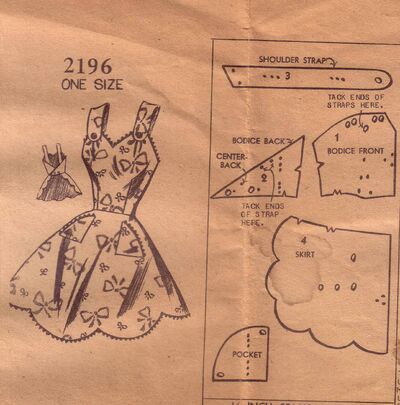 2196
ONE SIZE
SHOULDER STRAP
3
TACK ENDS OF
STRAPS HERE.
BODICE BACK
CENTER-
BACK
2
TACK ENDS
OF STRAP
HERE.
1
BODICE FRONT
4
SKIRT
POCKET